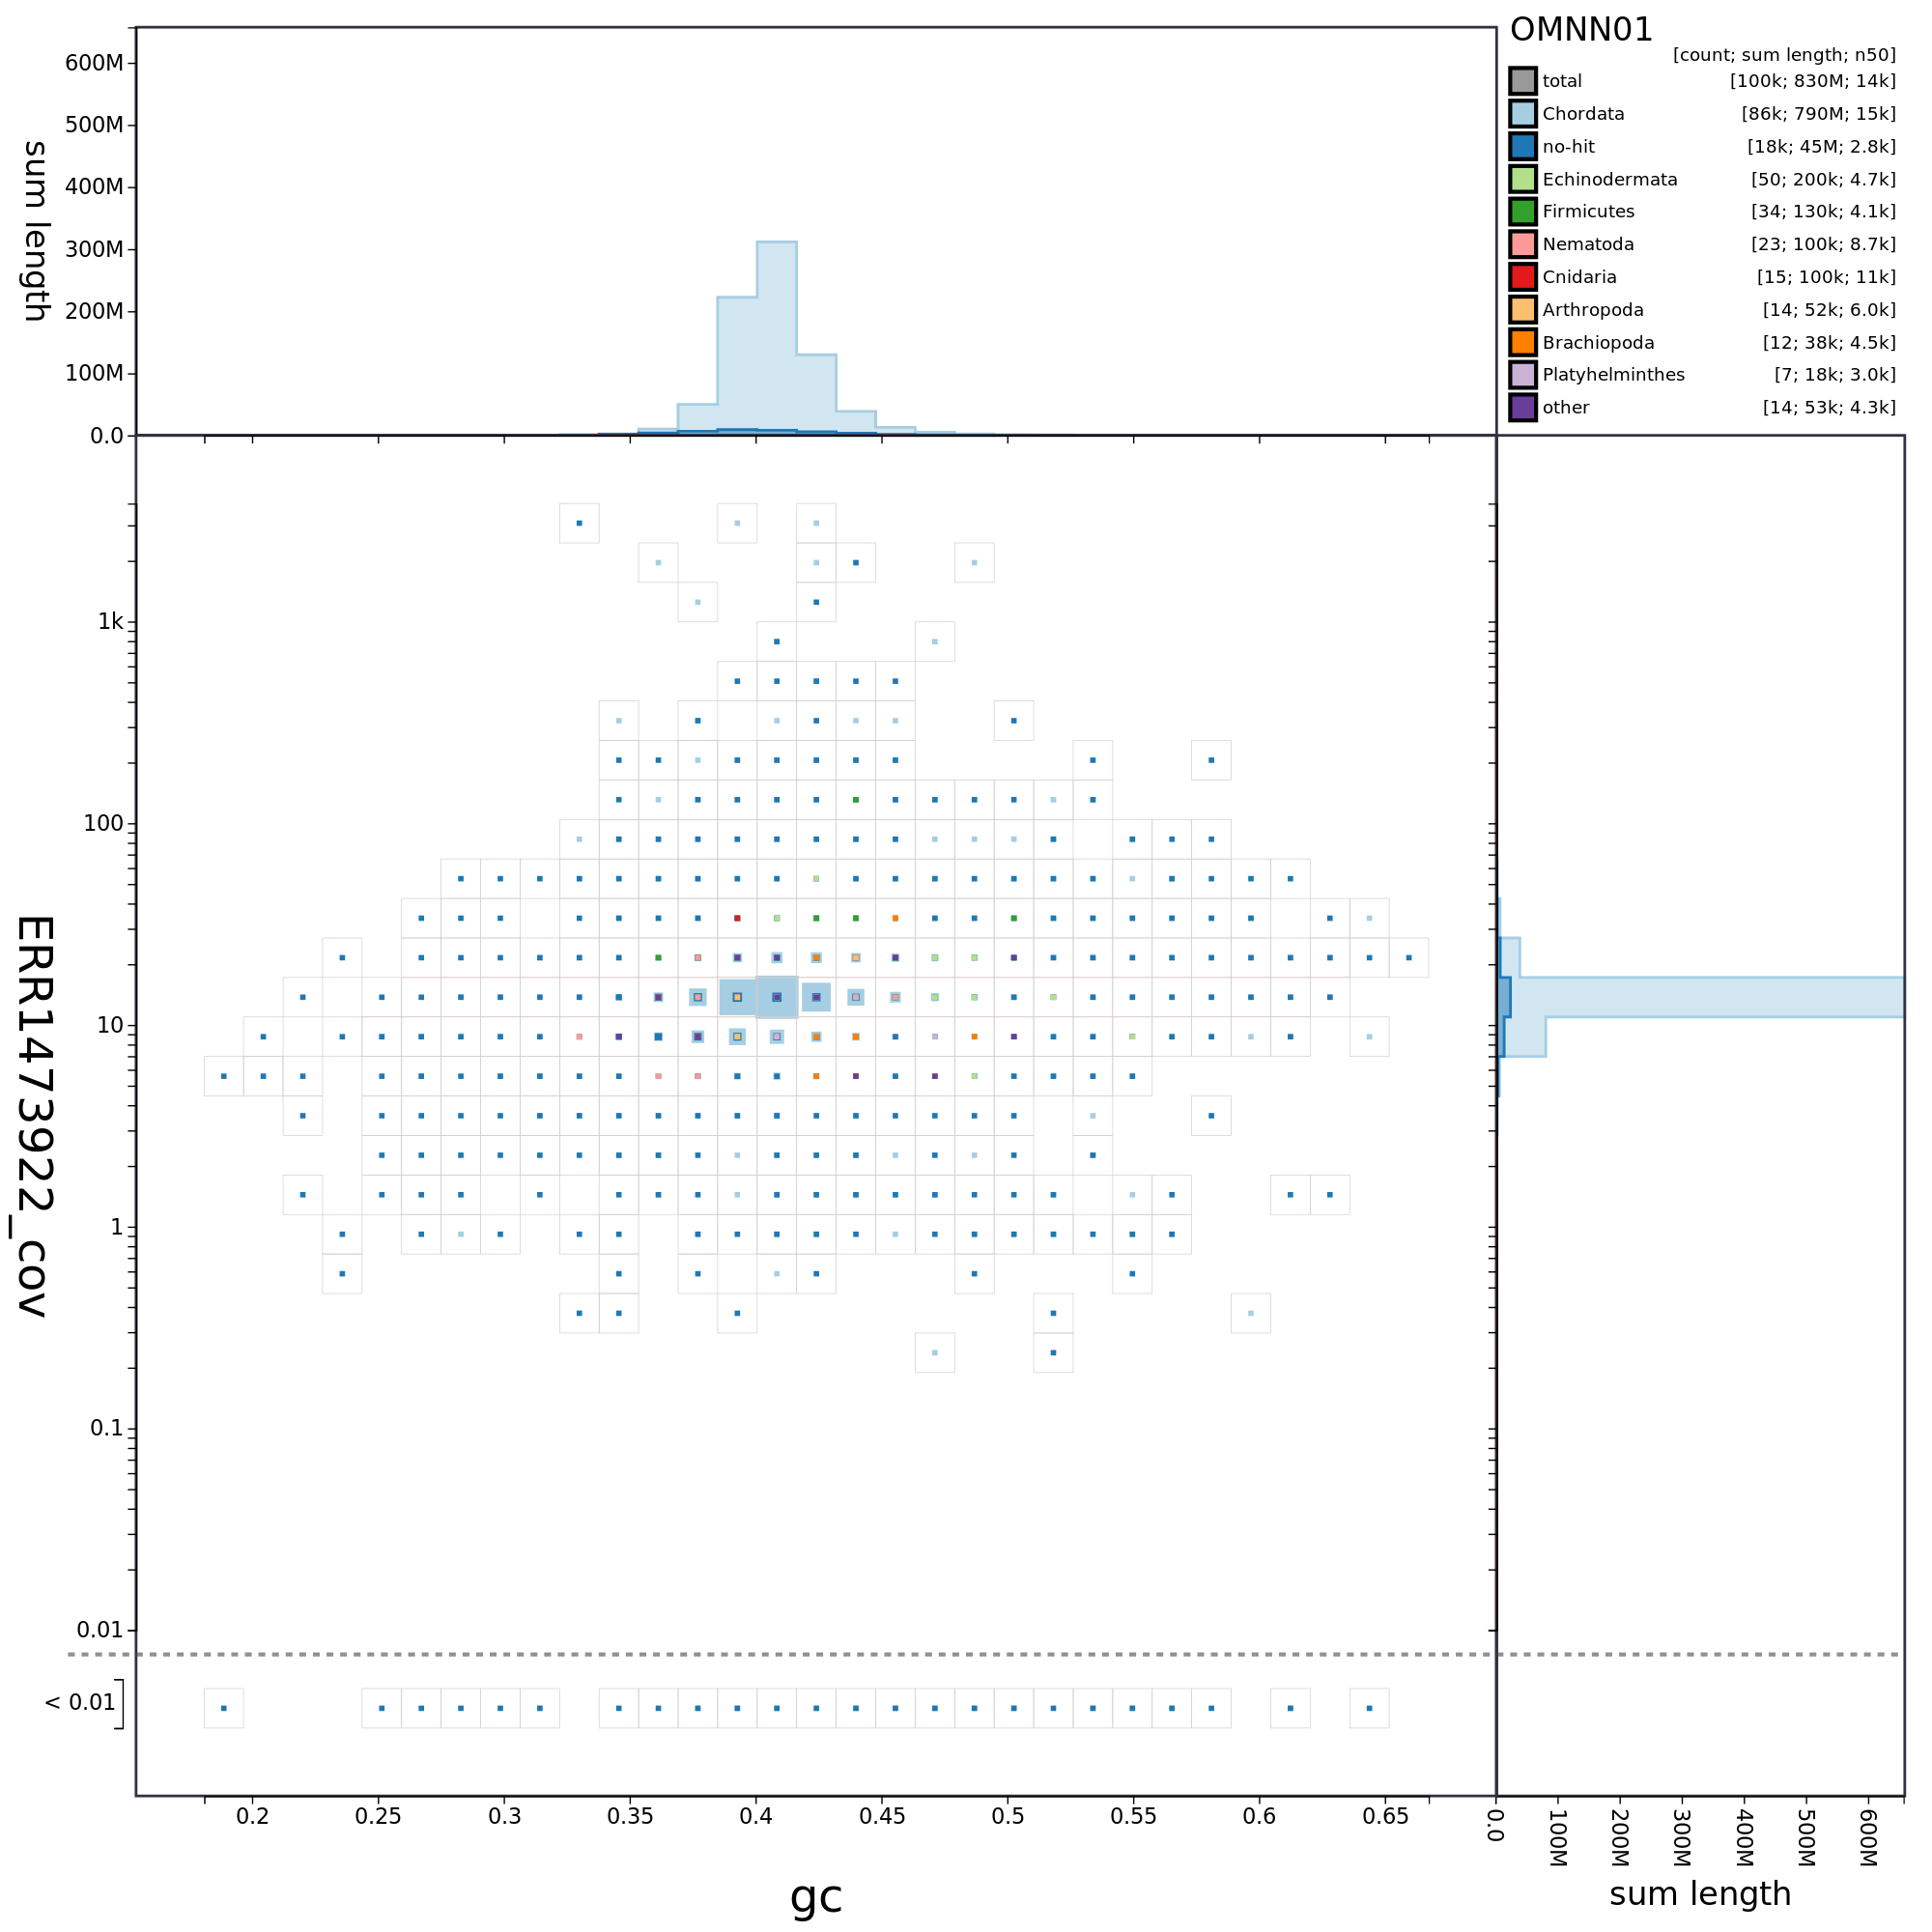 OMNN01
[count; sum length; n50]
total [100k; 830M; 14k]
Chordata [86k; 790M; 15k]
no-hit [18k; 45M; 2.8k]
Echinodermata [50; 200k; 4.7k]
Firmicutes [34; 130k; 4.1k]
Nematoda [23; 100k; 8.7k]
Cnidaria [15; 100k; 11k]
Arthropoda [14; 52k; 6.0k]
Brachiopoda [12; 38k; 4.5k]
Platyhelminthes [7; 18k; 3.0k]
other [14; 53k; 4.3k]
sum length
600M
500M
400M
300M
200M
100M
0.0
ERR1473922_cov
1k
100
10
1
0.1
0.01
< 0.01
0.2 0.25 0.3 0.35 0.4 0.45 0.5 0.55 0.6 0.65
gc
0.0 100M 200M 300M 400M 500M 600M
sum length